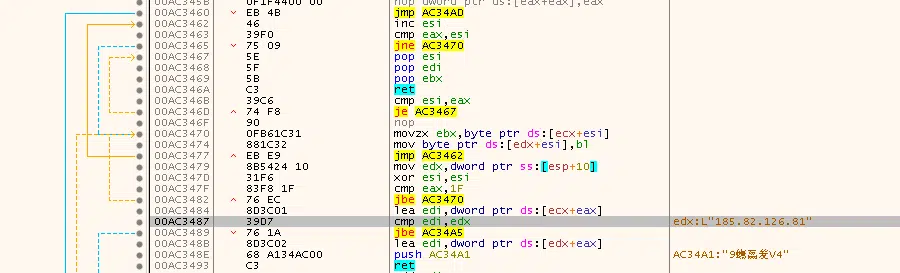 00AC345B 0F1F4400 00 nop dword ptr ds:[eax+eax],eax
00AC3460 EB 4B jmp AC34AD
00AC3462 46 inc esi
00AC3463 39F0 cmp eax,esi
00AC3465 75 09 jne AC3470
00AC3467 5E pop esi
00AC3468 5F pop edi
00AC3469 5B pop ebx
00AC346A C3 ret
00AC346B 39C6 cmp esi,eax
00AC346D 74 F8 je AC3467
00AC346F 90 nop
00AC3470 0FB61C31 movzx ebx,byte ptr ds:[ecx+esi]
00AC3474 881C32 mov byte ptr ds:[edx+esi],bl
00AC3477 EB E9 jmp AC3462
00AC3479 8B5424 10 mov edx,dword ptr ss:[esp+10]
00AC347D 31F6 xor esi,esi
00AC347F 83F8 1F cmp eax,1F
00AC3482 76 EC jbe AC3470
00AC3484 8D3C01 lea edi,dword ptr ds:[ecx+eax]
00AC3487 39D7 cmp edi,edx edx:L"185.82.126.81"
00AC3489 76 1A jbe AC34A5
00AC348B 8D3C02 lea edi,dword ptr ds:[edx+eax]
00AC348E 68 A134AC00 push AC34A1
00AC3493 C3 ret